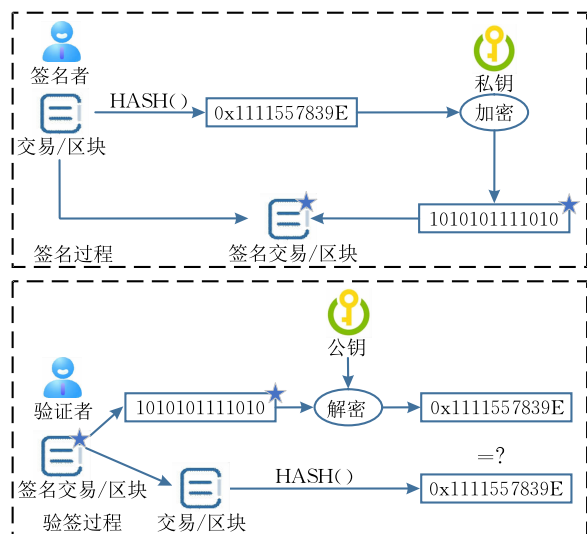 签名者
私钥
HASH()
0x1111557839E
加密
交易/区块
1010101111010
签名过程
签名交易/区块
公钥
验证者
1010101111010
解密
0x1111557839E
=?
签名交易/区块
HASH()
0x1111557839E
验签过程
交易/区块